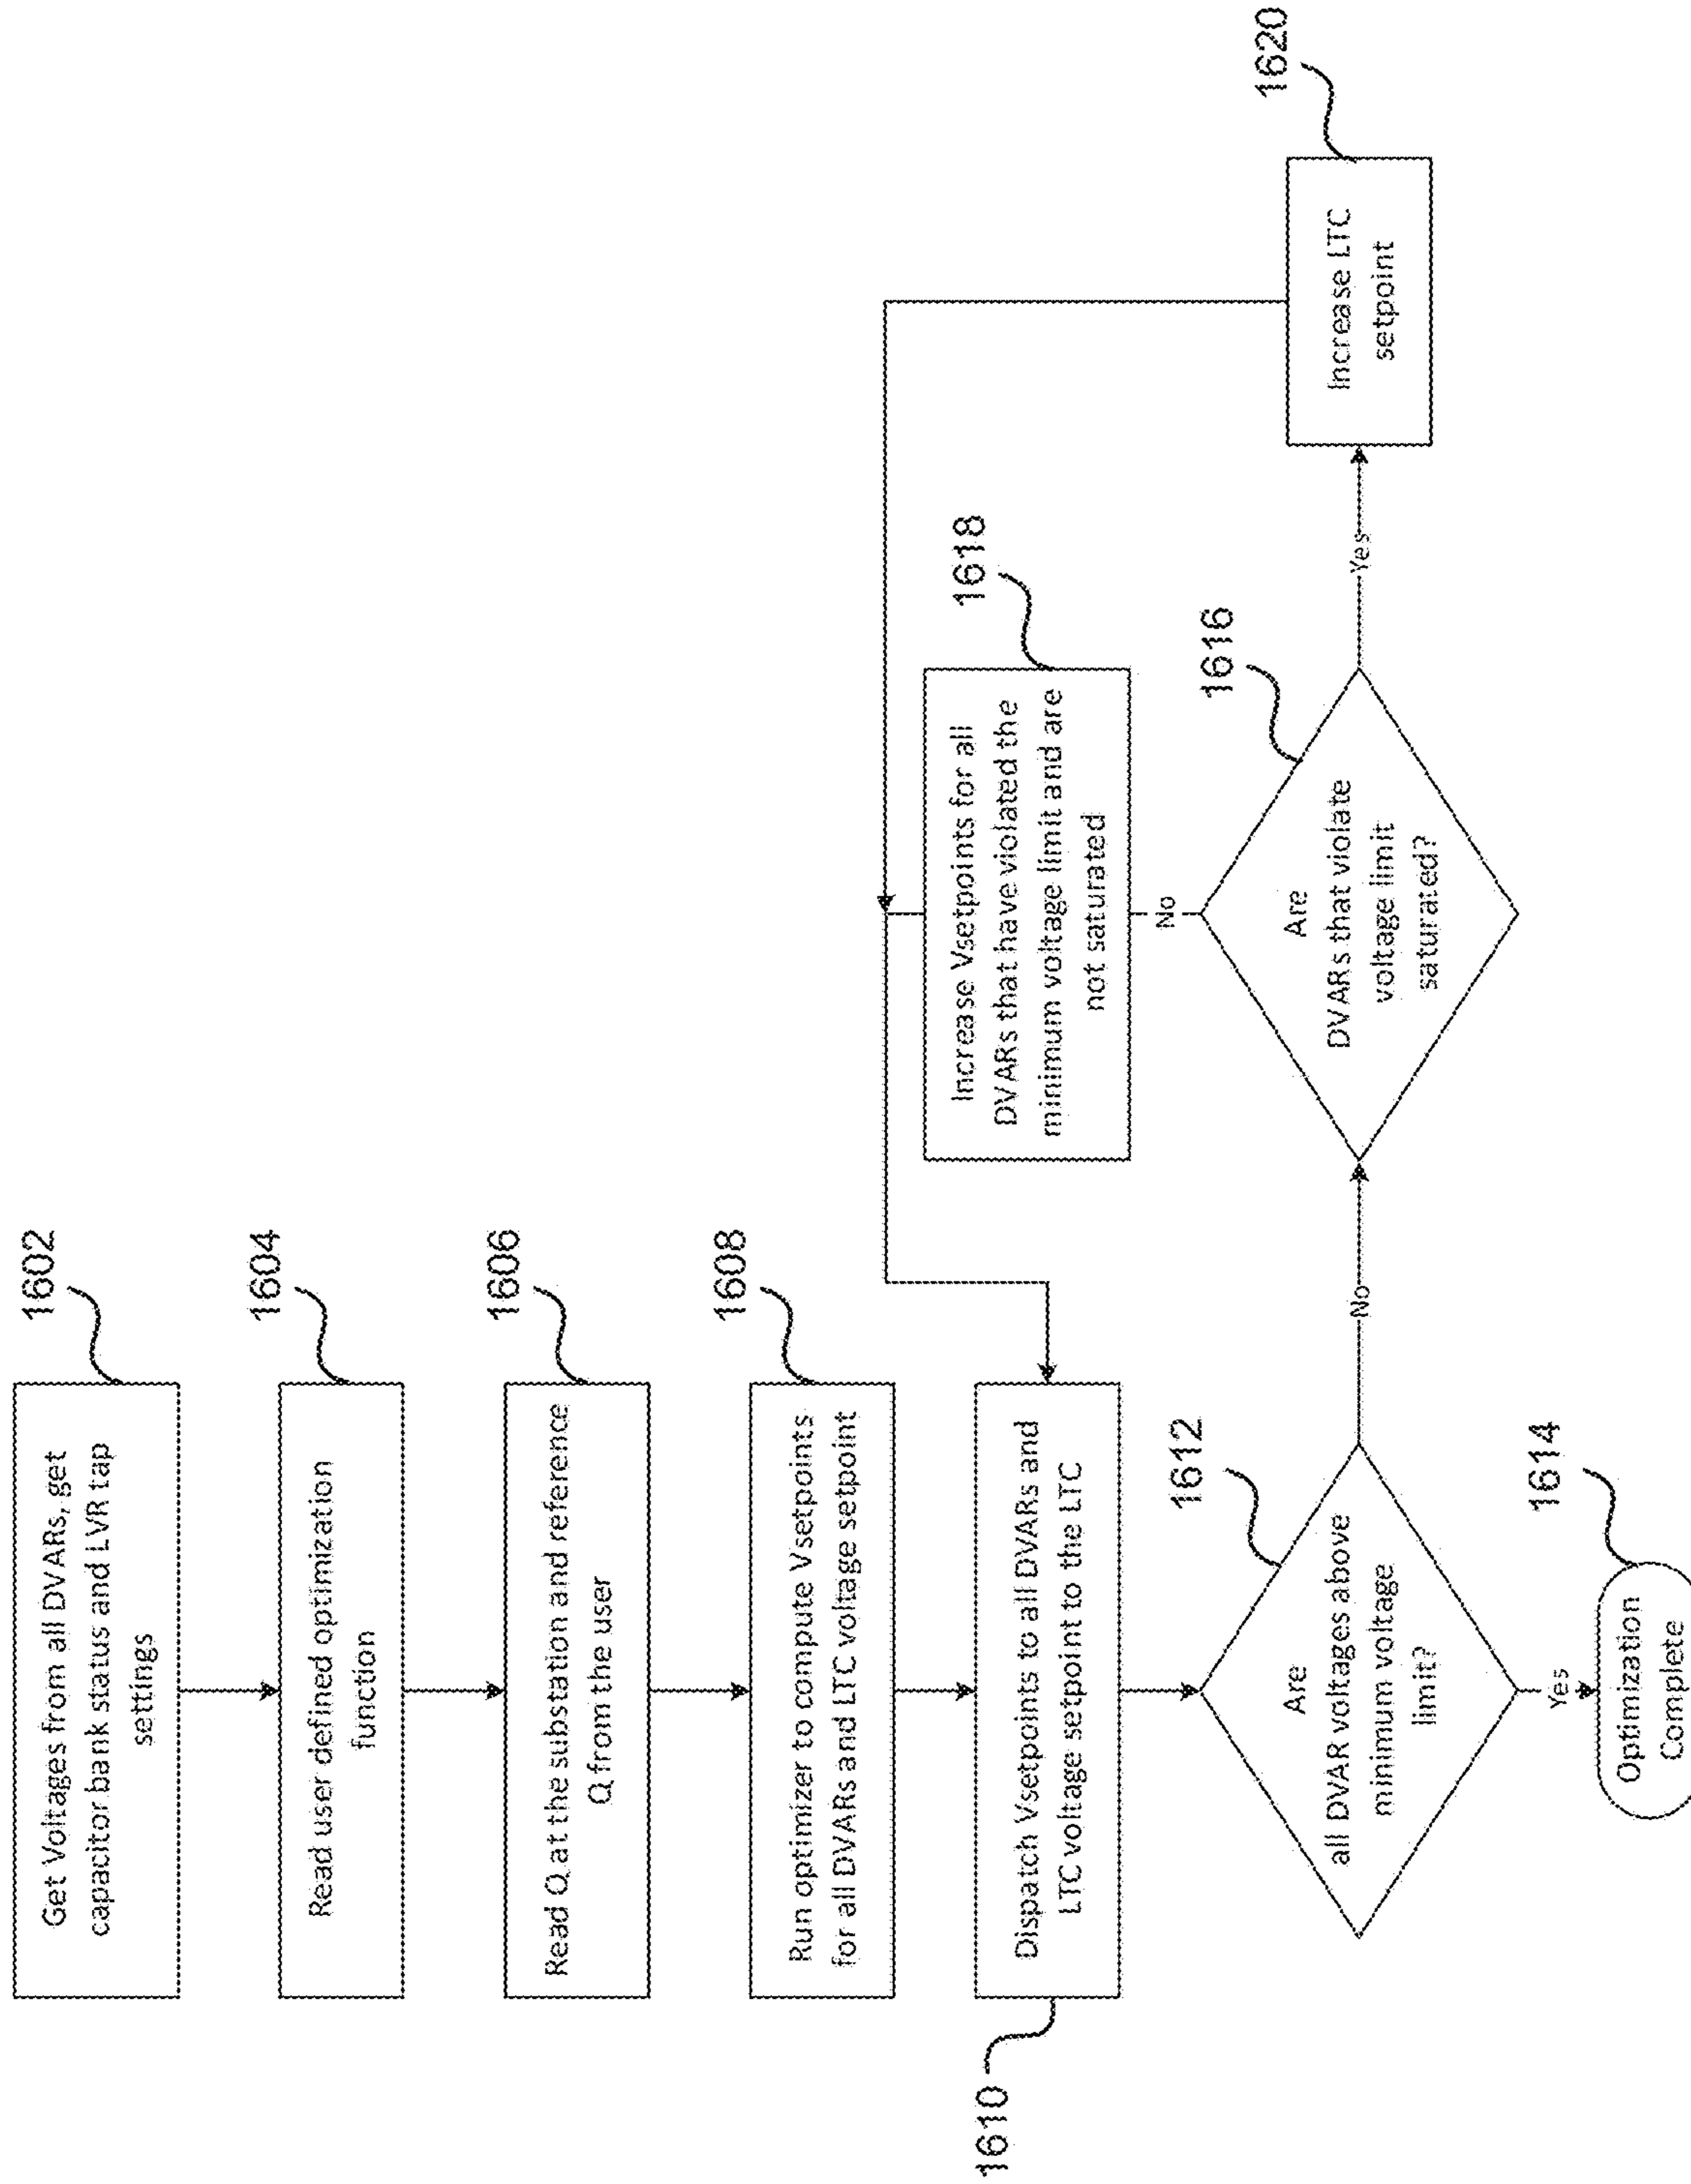 1602
Get Voltages from all DVARs, get
capacitor bank status and LVR tap
settings
1604
Read user defined optimization
function
1606
Read Q at the substation and reference
Q from the user
1608
Run optimizer to compute Vsetpoints
for all DVARs and LTC voltage setpoint
1610
Dispatch Vsetpoints to all DVARs and
LTC voltage setpoint to the LTC
1612
Are
all DVAR voltages above
minimum voltage
limit?
Yes
1614
Optimization
Complete
No
1616
Are
DVARs that violate
voltage limit
saturated?
No
1618
Increase Vsetpoints for all
DVARs that have violated the
minimum voltage limit and are
not saturated
Yes
1620
Increase LTC
setpoint